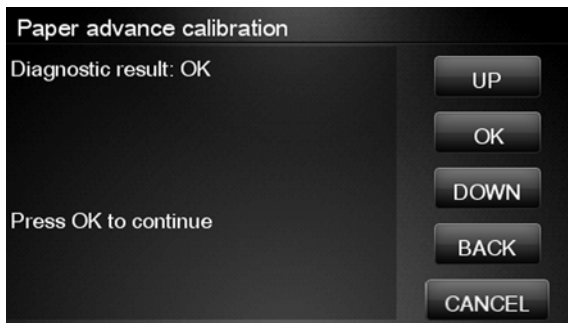 Paper advance calibration
Diagnostic result: OK
Press OK to continue
UP
OK
DOWN
BACK
CANCEL